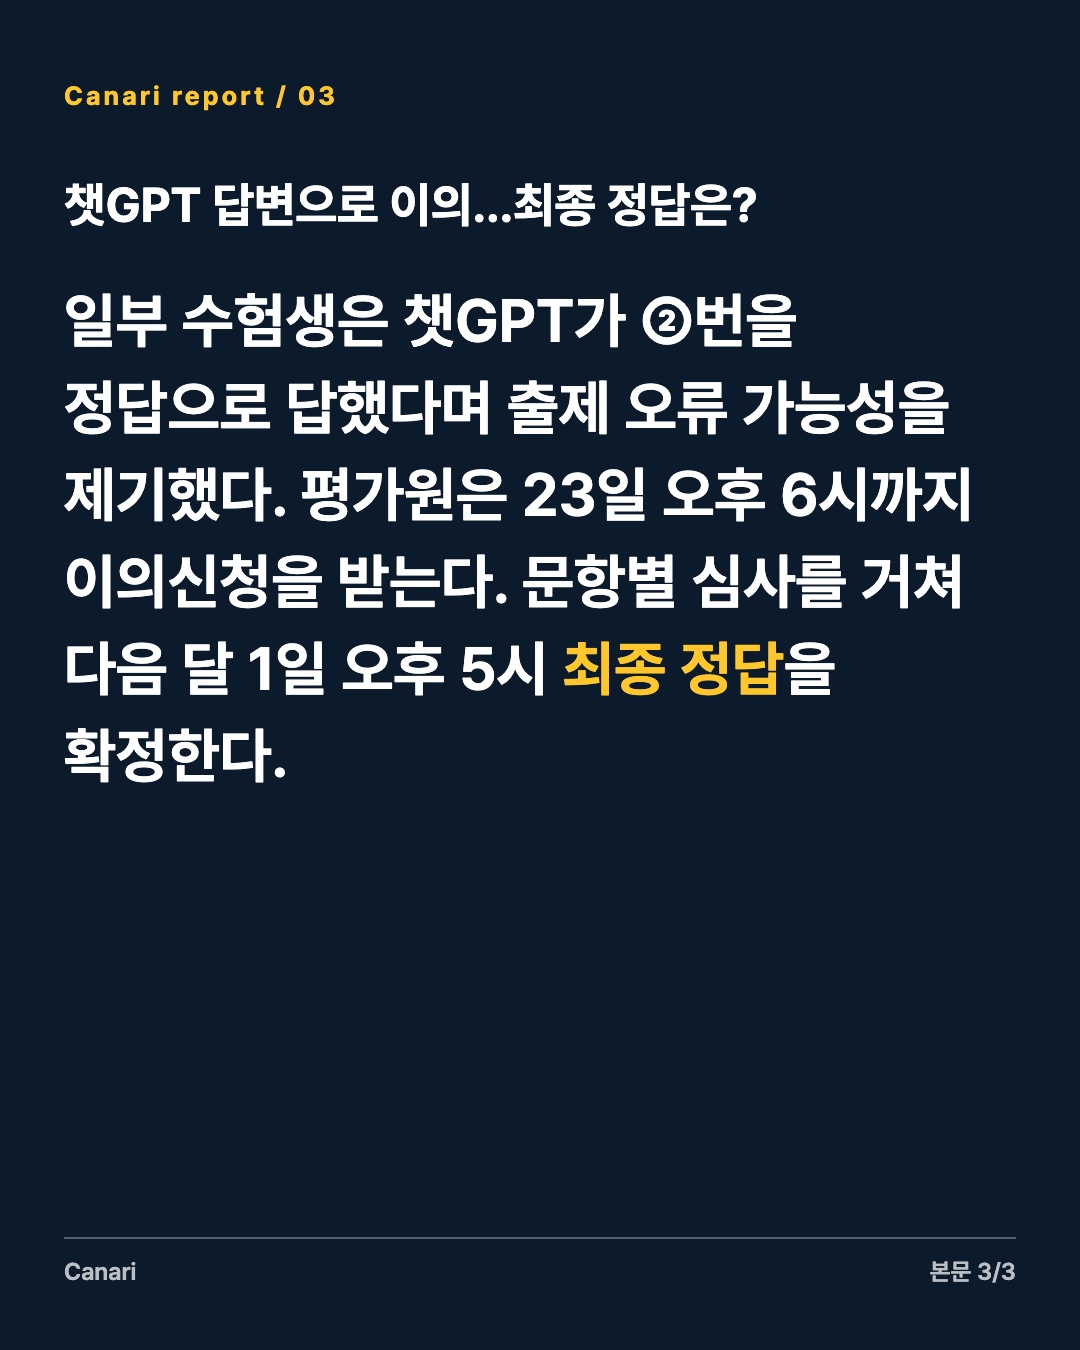 Canari report / 03
챗GPT 답변으로 이의...최종 정답은?
일부 수험생은 챗GPT가 ②번을
정답으로 답했다며 출제 오류 가능성을
제기했다. 평가원은 23일 오후 6시까지
이의신청을 받는다. 문항별 심사를 거쳐
다음 달 1일 오후 5시 최종 정답을
확정한다.
Canari
본문 3/3